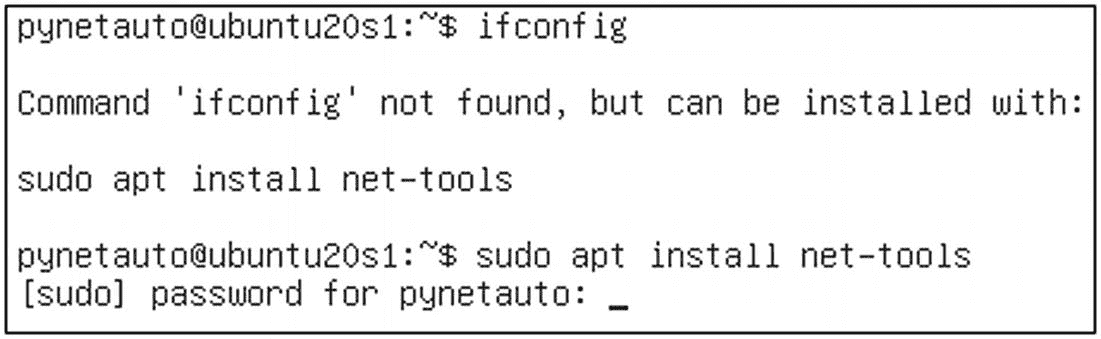 pynetauto@ubuntu20s1:~$ ifconfig
Command 'ifconfig' not found, but can be installed with:
sudo apt install net-tools
pynetauto@ubuntu20s1:~$ sudo apt install net-tools
[sudo] password for pynetauto: _